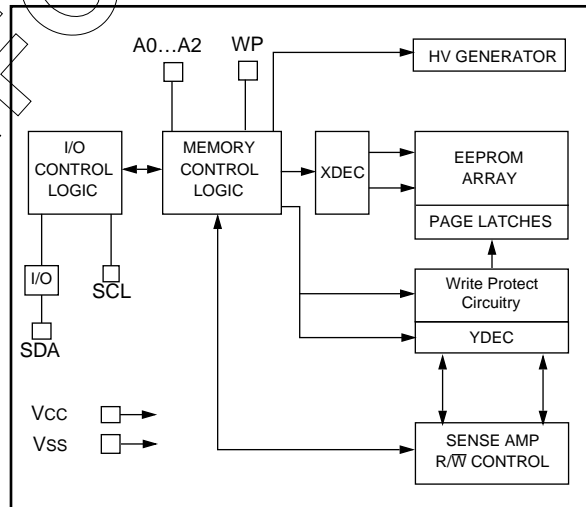 A0...A2
WP
HV GENERATOR
I/O
CONTROL
LOGIC
MEMORY
CONTROL
LOGIC
XDEC
EEPROM
ARRAY
PAGE LATCHES
I/O
SCL
SDA
Write Protect
Circuitry
YDEC
VCC
VSS
SENSE AMP
R/W̅ CONTROL